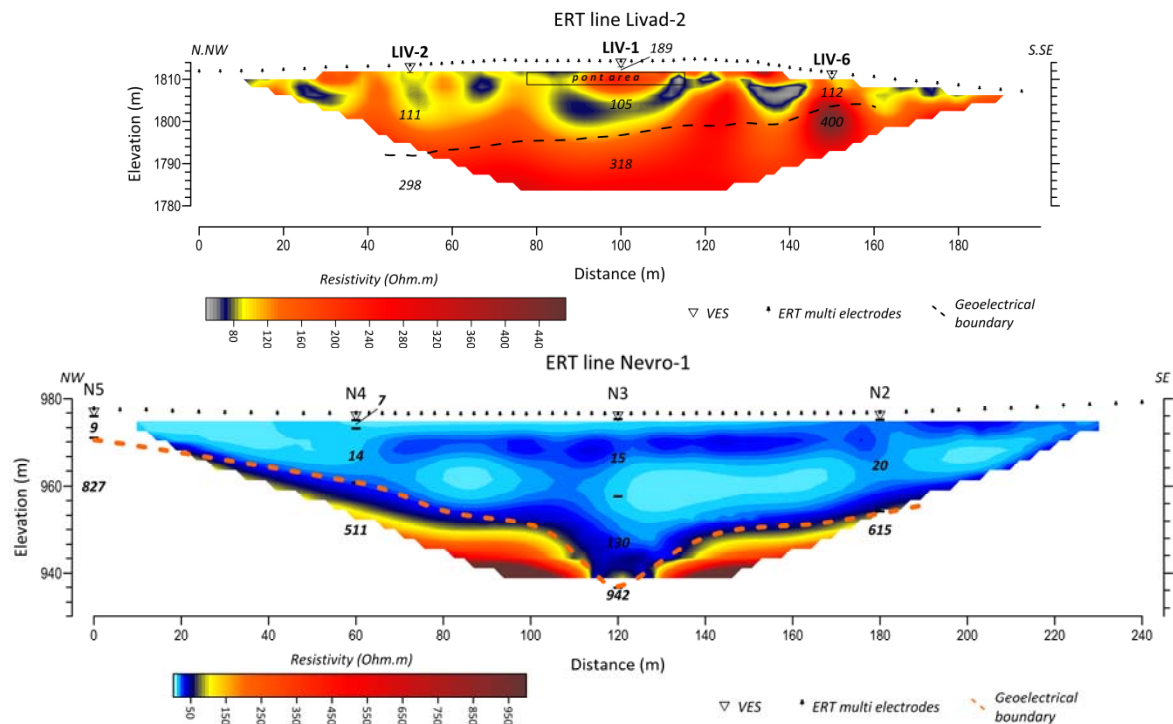 ERT line Livad-2
N.NW
LIV-2
LIV-1
189
LIV-6
S.SE
pont area
112
105
111
400
318
298
1810
1800
1790
1780
Elevation (m)
0 20 40 60 80 100 120 140 160 180
Distance (m)
Resistivity (Ohm.m)
80 120 160 200 240 280 320 360 400 440
VES
ERT multi electrodes
Geoelectrical
boundary
ERT line Nevro-1
NW
SE
N5
N4
7
N3
N2
9
14
15
20
827
511
130
615
942
980
960
940
Elevation (m)
0 20 40 60 80 100 120 140 160 180 200 220 240
Distance (m)
Resistivity (Ohm.m)
50 150 250 350 450 550 650 750 850 950
VES
ERT multi electrodes
Geoelectrical
boundary